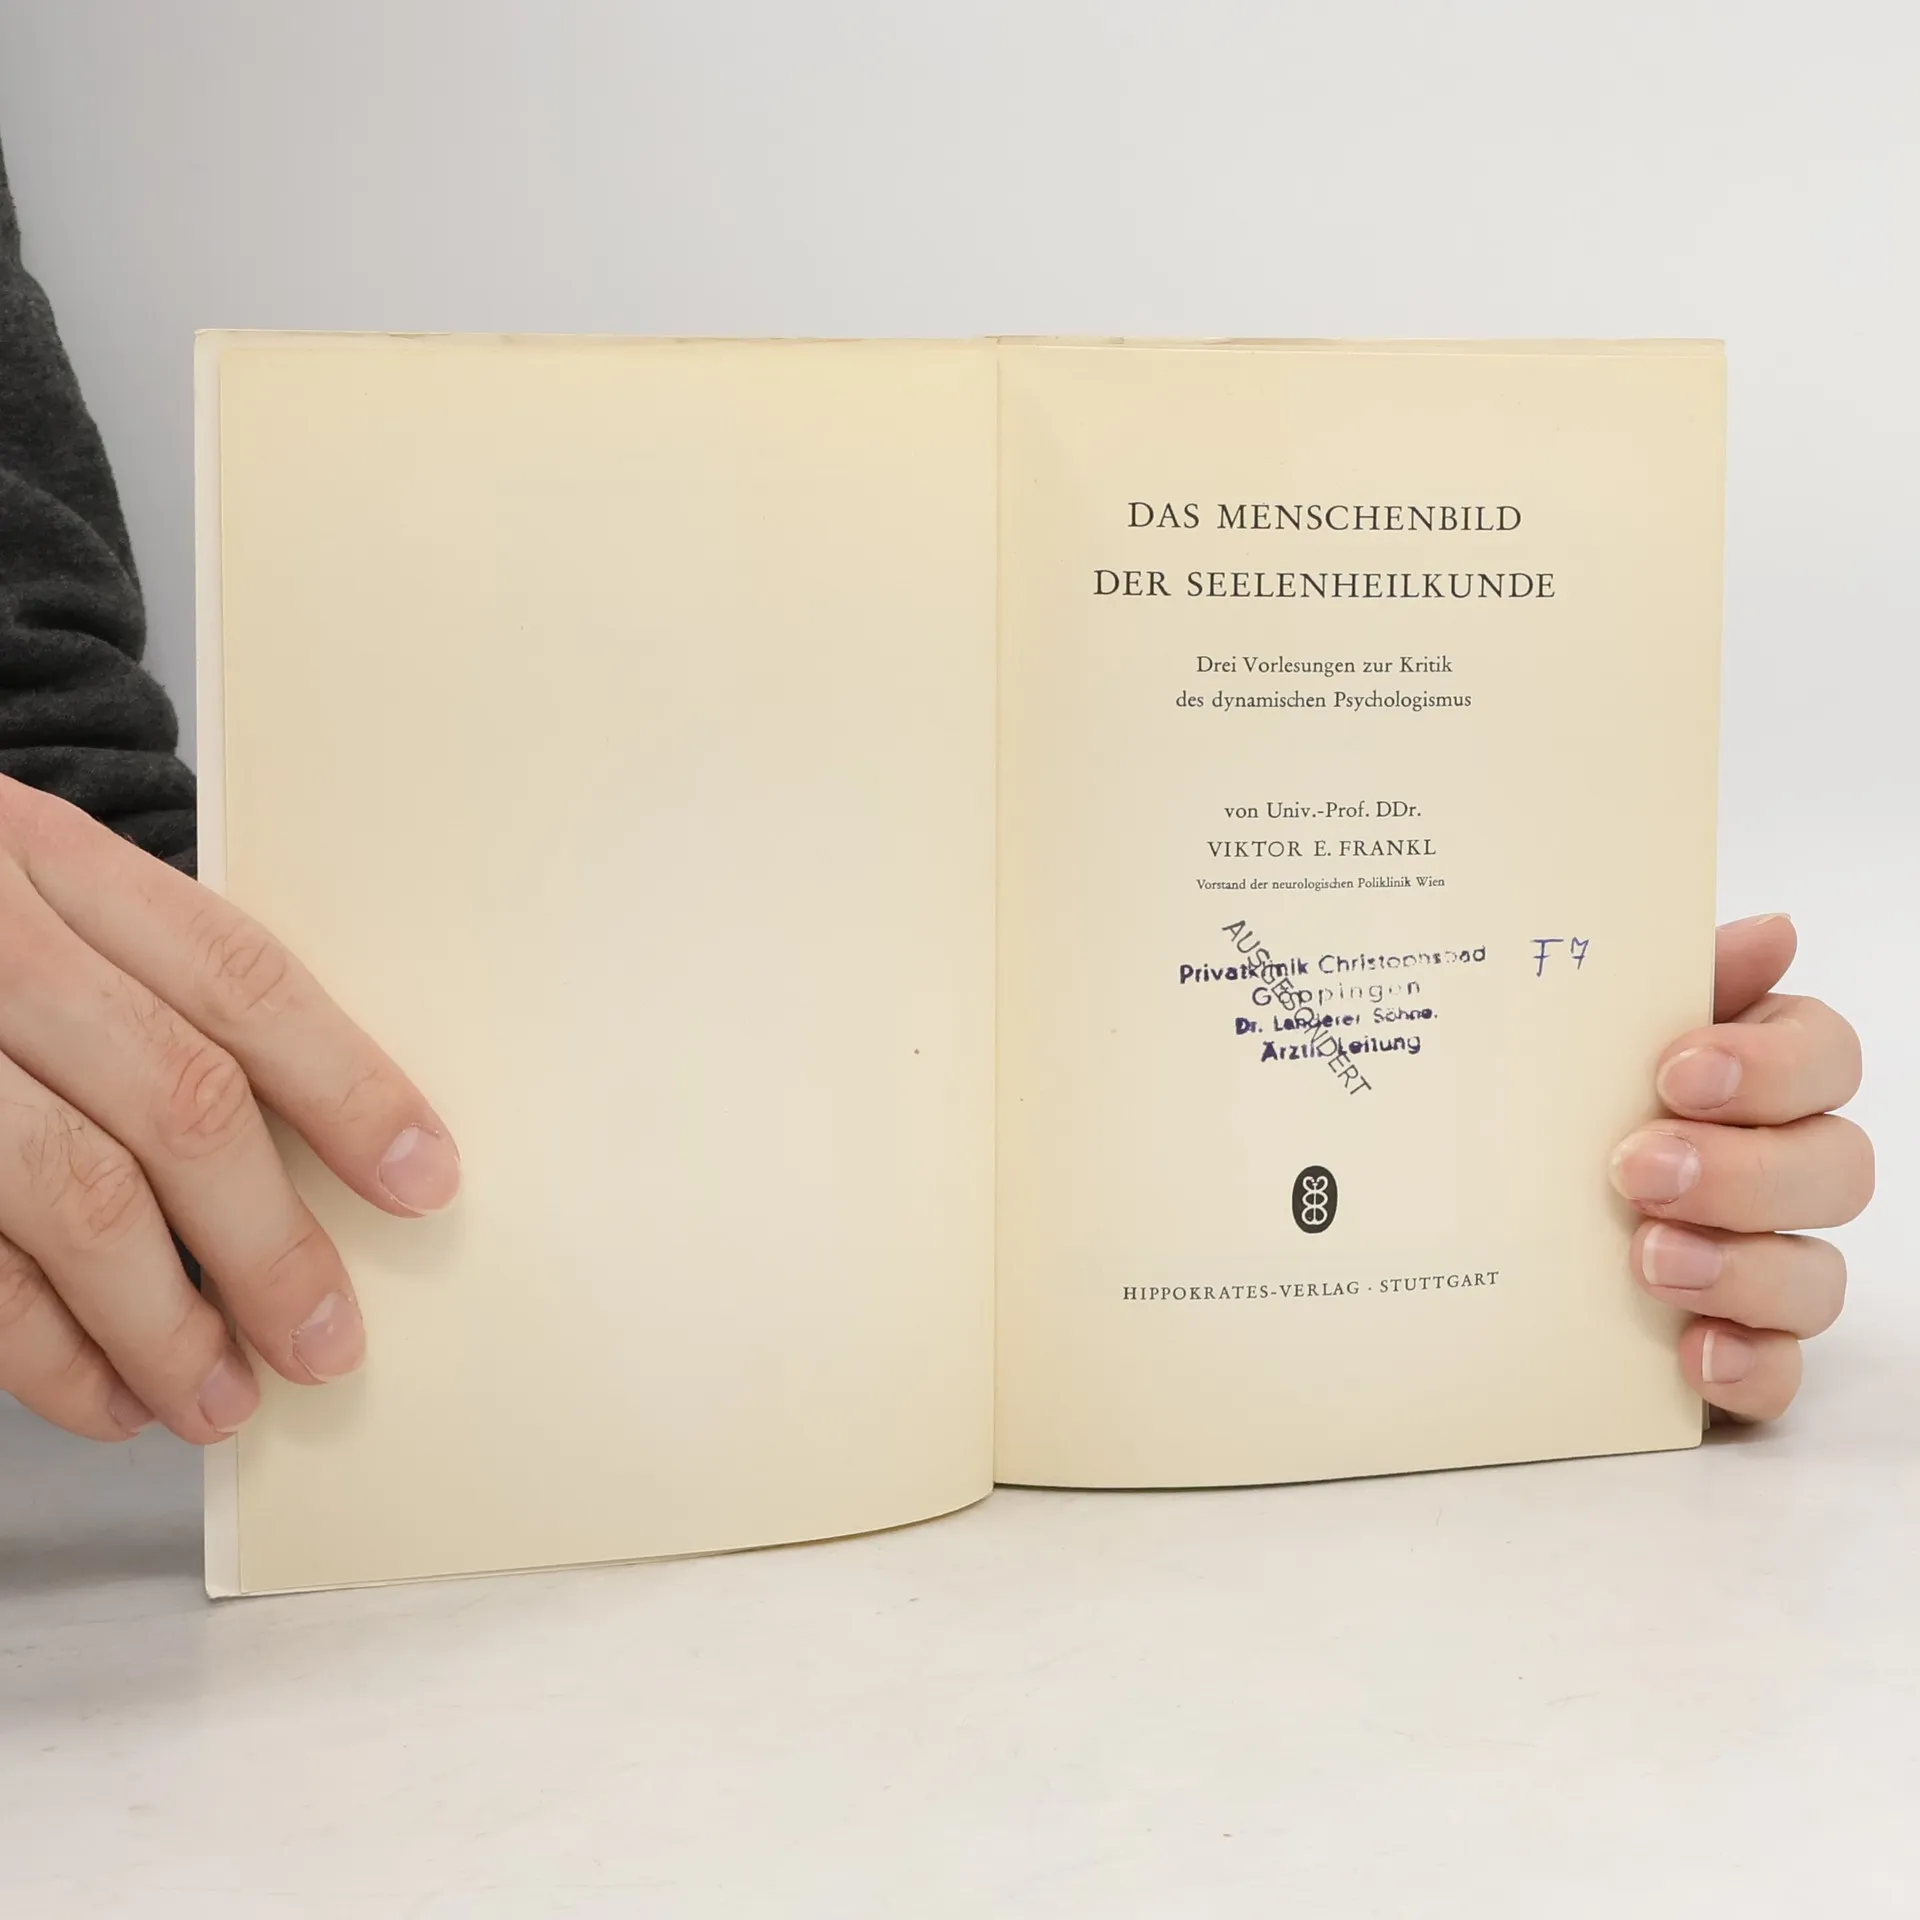 DAS MENSCHENBILD
DER SEELENHEILKUNDE
Drei Vorlesungen zur Kritik
des dynamischen Psychologismus
von Univ.-Prof. DDr.
VIKTOR E. FRANKL
Vorstand der neurologischen Poliklinik Wien
AUSGESONDERT
Privatklinik Christophsbad
F 7
Göppingen
Dr. Landerer Söhne.
Ärztl. Leitung
HIPPOKRATES-VERLAG · STUTTGART